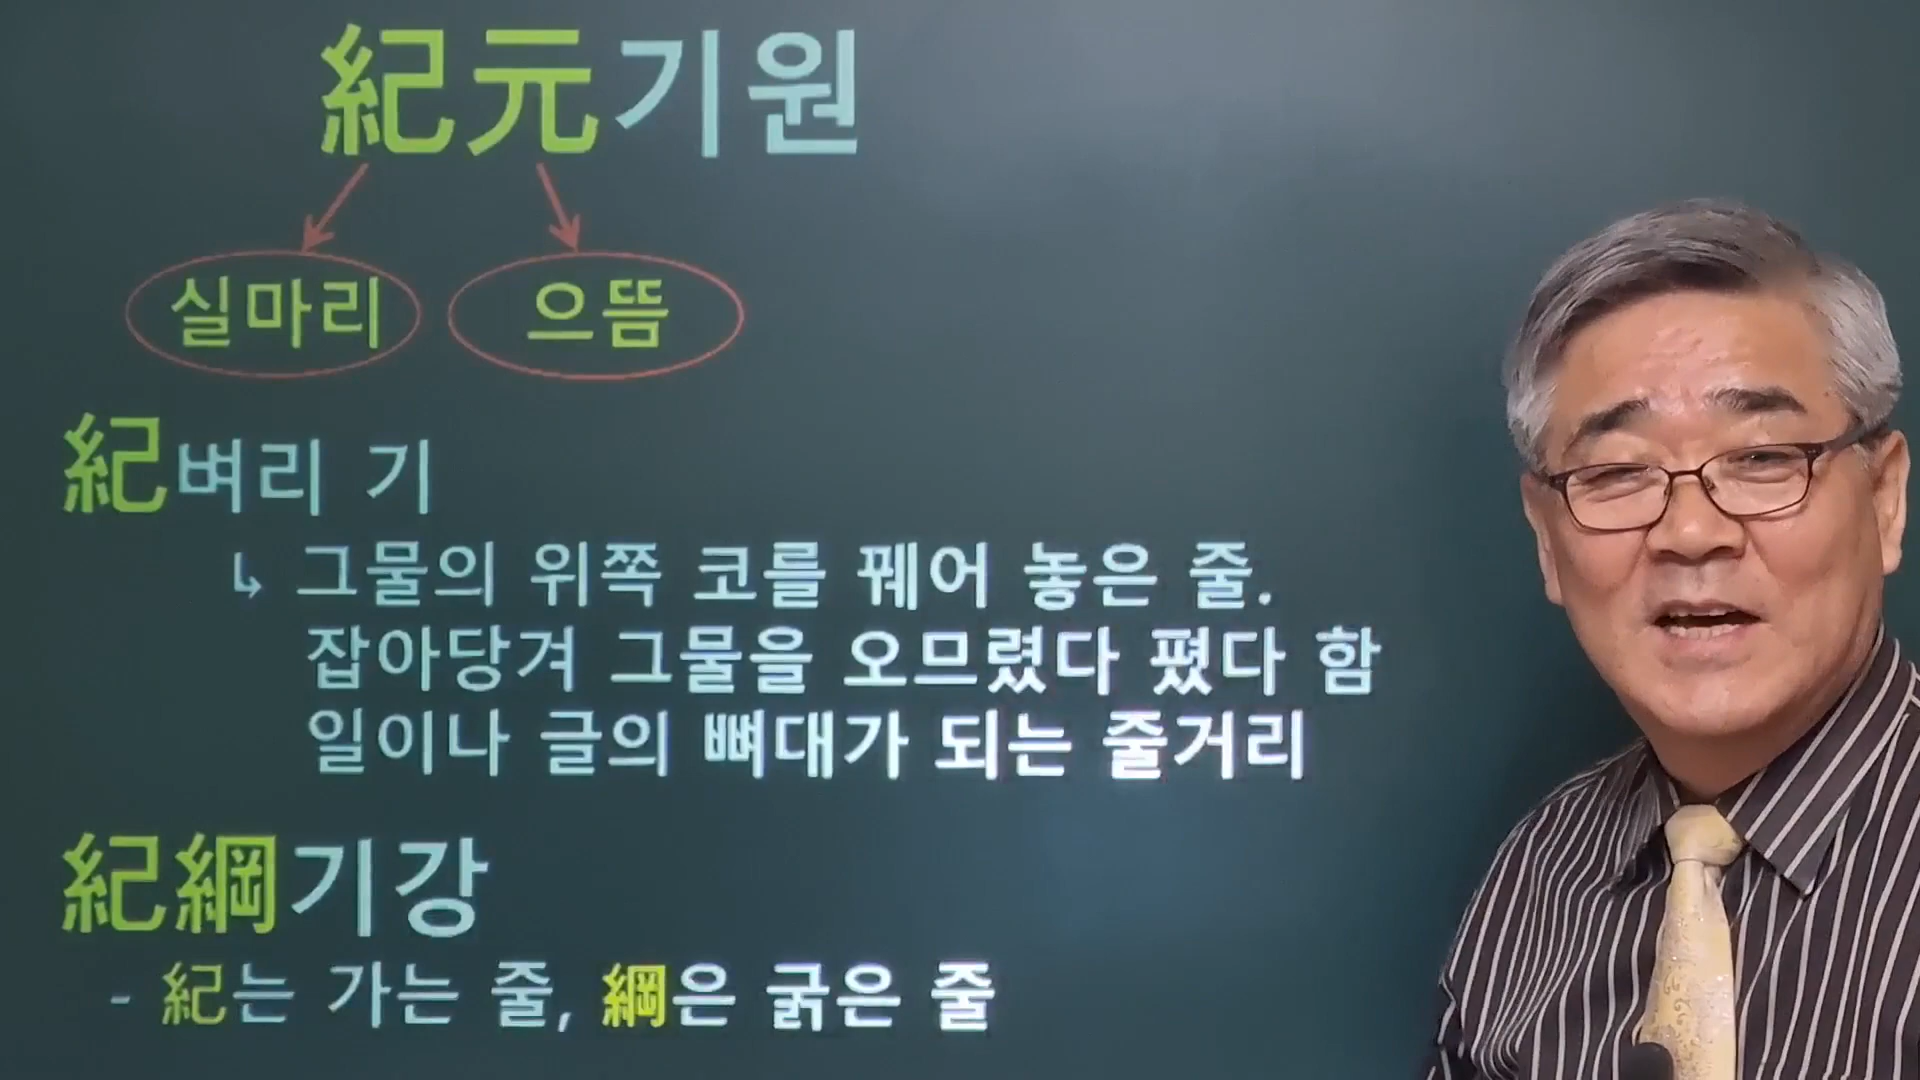 紀元기원
실마리 으뜸
紀벼리 기
↳ 그물의 위쪽 코를 꿰어 놓은 줄.
잡아당겨 그물을 오므렸다 폈다 함
일이나 글의 뼈대가 되는 줄거리
紀綱기강
- 紀는 가는 줄, 綱은 굵은 줄